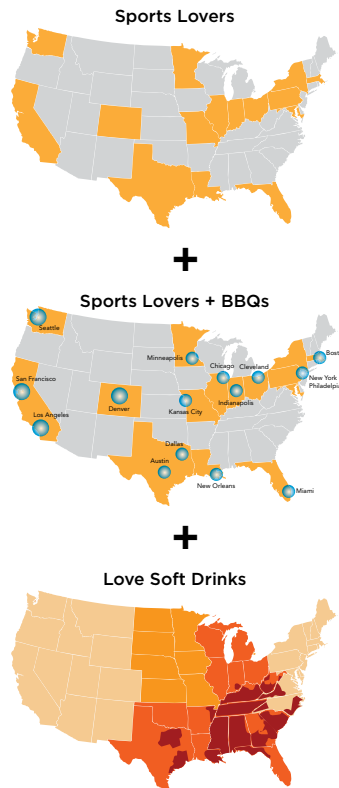 Sports Lovers
+
Sports Lovers + BBQs
Seattle
Minneapolis
Bost
Chicago
Cleveland
San Francisco
New York
Philadelphia
Denver
Indianapolis
Kansas City
Los Angeles
Dallas
Austin
New Orleans
Miami
+
Love Soft Drinks